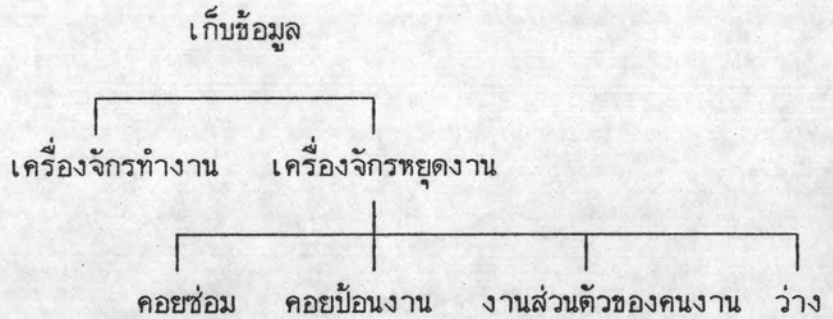 เก็บข้อมูล
เครื่องจักรทำงาน เครื่องจักรหยุดงาน
คอยซ่อม คอยป้อนงาน งานส่วนตัวของคนงาน ว่าง